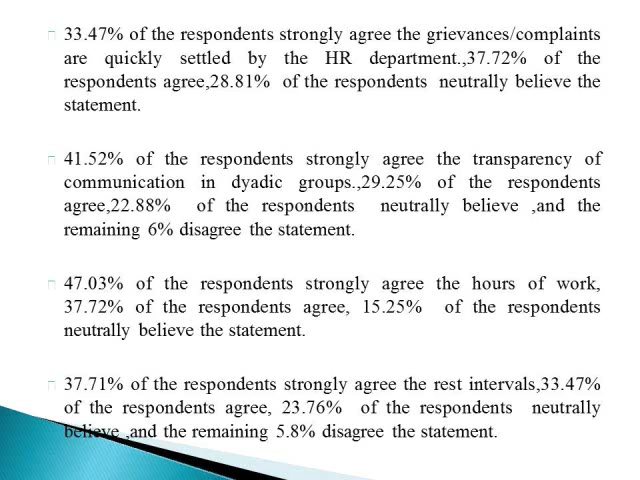 33.47% of the respondents strongly agree the grievances/complaints
are quickly settled by the HR department.,37.72% of the
respondents agree,28.81% of the respondents neutrally believe the
statement.
41.52% of the respondents strongly agree the transparency of
communication in dyadic groups.,29.25% of the respondents
agree,22.88% of the respondents neutrally believe ,and the
remaining 6% disagree the statement.
47.03% of the respondents strongly agree the hours of work,
37.72% of the respondents agree, 15.25% of the respondents
neutrally believe the statement.
37.71% of the respondents strongly agree the rest intervals,33.47%
of the respondents agree, 23.76% of the respondents neutrally
believe ,and the remaining 5.8% disagree the statement.